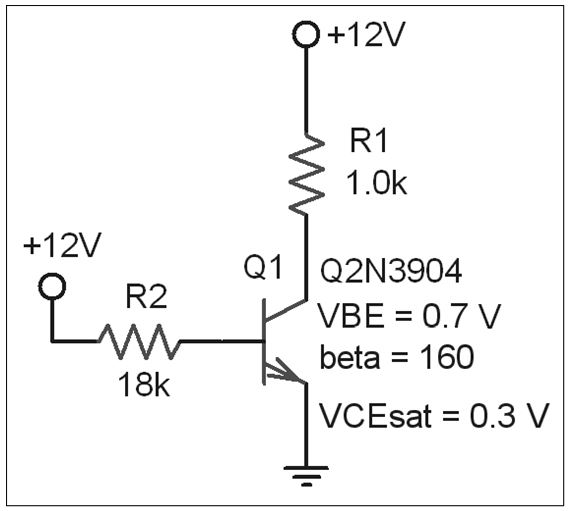 +12V
R1
1.0k
+12V
Q1
Q2N3904
R2
VBE = 0.7 V
beta = 160
18k
VCEsat = 0.3 V